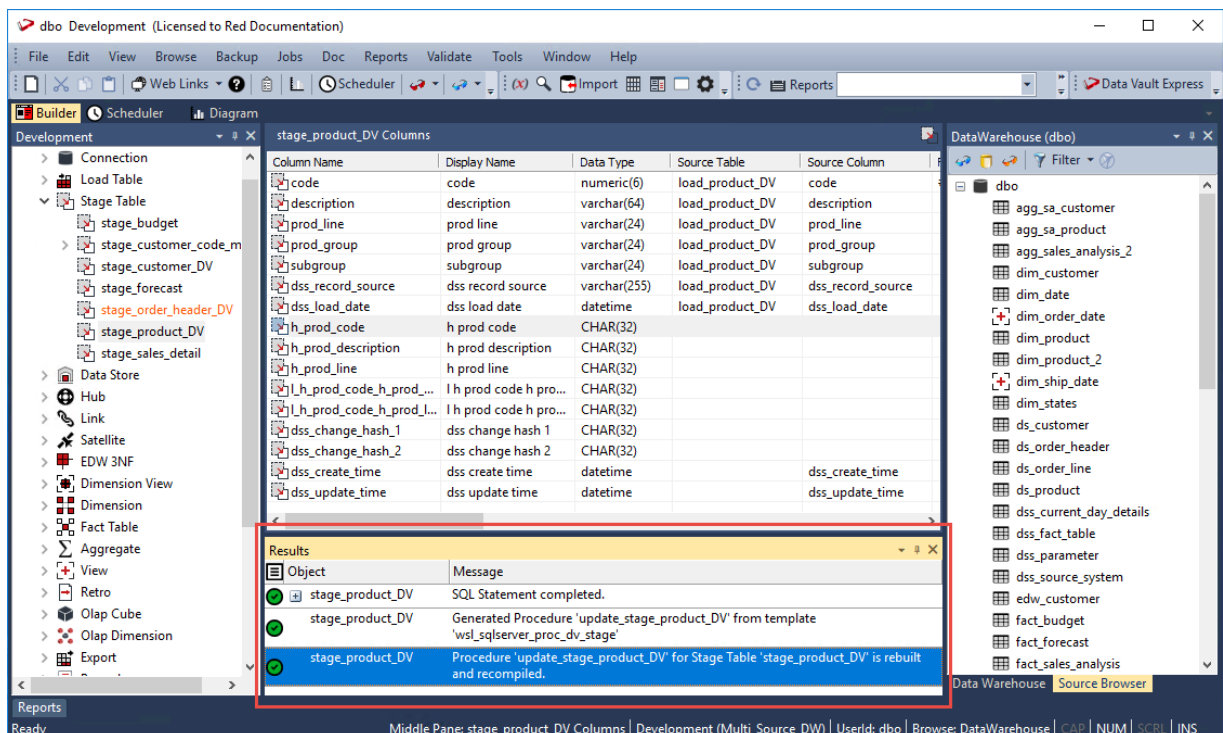 dbo Development (Licensed to Red Documentation)
File Edit View Browse Backup Jobs Doc Reports Validate Tools Window Help
Web Links Scheduler (x) Import Reports Data Vault Express
Builder Scheduler Diagram
Development
Connection
Load Table
Stage Table
stage_budget
stage_customer_code_m
stage_customer_DV
stage_forecast
stage_order_header_DV
stage_product_DV
stage_sales_detail
Data Store
Hub
Link
Satellite
EDW 3NF
Dimension View
Dimension
Fact Table
Aggregate
View
Retro
Olap Cube
Olap Dimension
Export
stage_product_DV Columns
Column Name Display Name Data Type Source Table Source Column
code code numeric(6) load_product_DV code
description description varchar(64) load_product_DV description
prod_line prod line varchar(24) load_product_DV prod_line
prod_group prod group varchar(24) load_product_DV prod_group
subgroup subgroup varchar(24) load_product_DV subgroup
dss_record_source dss record source varchar(255) load_product_DV dss_record_source
dss_load_date dss load date datetime load_product_DV dss_load_date
h_prod_code h prod code CHAR(32)
h_prod_description h prod description CHAR(32)
h_prod_line h prod line CHAR(32)
l_h_prod_code_h_prod_... l h prod code h pro... CHAR(32)
l_h_prod_code_h_prod_l... l h prod code h pro... CHAR(32)
dss_change_hash_1 dss change hash 1 CHAR(32)
dss_change_hash_2 dss change hash 2 CHAR(32)
dss_create_time dss create time datetime dss_create_time
dss_update_time dss update time datetime dss_update_time
Results
Object Message
stage_product_DV SQL Statement completed.
stage_product_DV Generated Procedure 'update_stage_product_DV' from template
'wsl_sqlserver_proc_dv_stage'
stage_product_DV Procedure 'update_stage_product_DV' for Stage Table 'stage_product_DV' is rebuilt
and recompiled.
DataWarehouse (dbo)
Filter
dbo
agg_sa_customer
agg_sa_product
agg_sales_analysis_2
dim_customer
dim_date
dim_order_date
dim_product
dim_product_2
dim_ship_date
dim_states
ds_customer
ds_order_header
ds_order_line
ds_product
dss_current_day_details
dss_fact_table
dss_parameter
dss_source_system
edw_customer
fact_budget
fact_forecast
fact_sales_analysis
Data Warehouse Source Browser
Reports
Ready Middle Pane: stage_product_DV Columns Development (Multi_Source_DW) UserId: dbo Browse: DataWarehouse CAP NUM SCRL INS